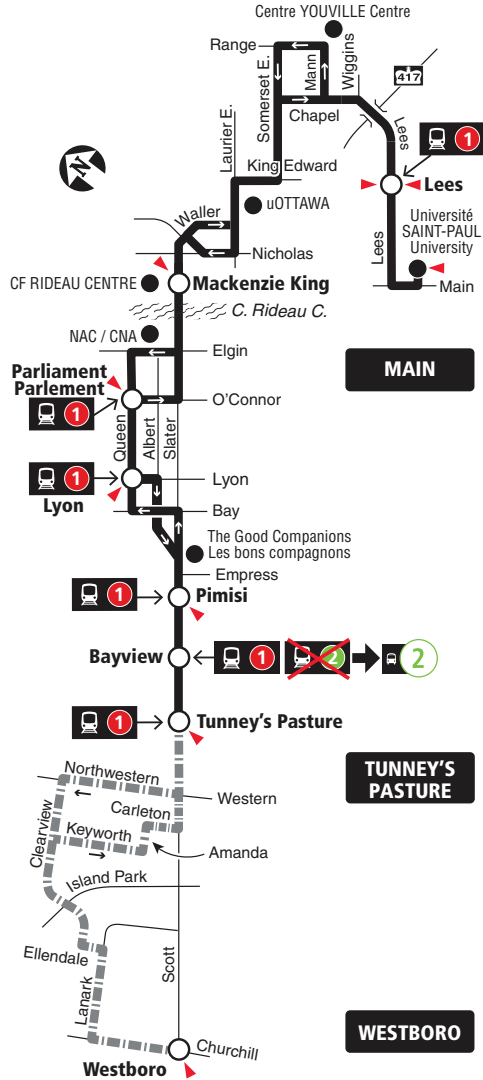 Centre YOUVILLE Centre
Range
Mann
Wiggins
417
Somerset E.
Chapel
Lees
1
Laurier E.
King Edward
Lees
N
uOTTAWA
Waller
Université
SAINT-PAUL
University
Nicholas
Lees
CF RIDEAU CENTRE
Mackenzie King
Main
C. Rideau C.
NAC / CNA
Elgin
MAIN
Parliament
Parlement
1
O'Connor
Queen
Albert
Slater
1
Lyon
Lyon
Bay
The Good Companions
Les bons compagnons
Empress
1
Pimisi
Bayview
1
2
2
1
Tunney's Pasture
TUNNEY'S
PASTURE
Northwestern
Western
Carleton
Clearview
Keyworth
Amanda
Island Park
Ellendale
Scott
Lanark
WESTBORO
Churchill
Westboro